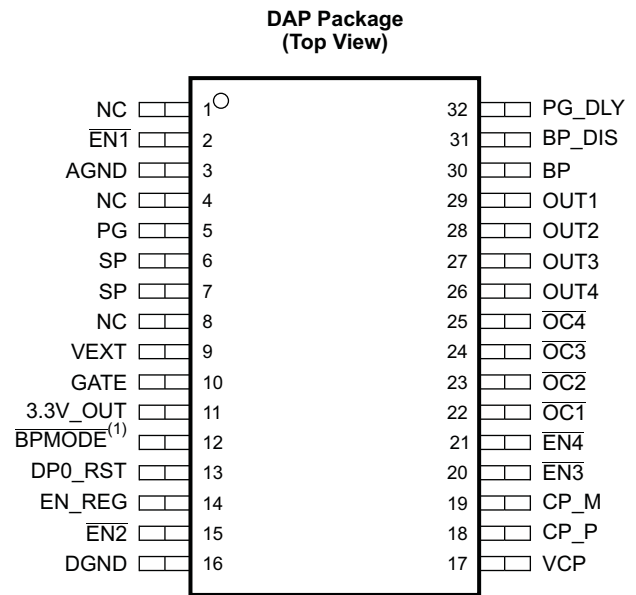 DAP Package
(Top View)
NC 1 32 PG_DLY
EN1 2 31 BP_DIS
AGND 3 30 BP
NC 4 29 OUT1
PG 5 28 OUT2
SP 6 27 OUT3
SP 7 26 OUT4
NC 8 25 OC4
VEXT 9 24 OC3
GATE 10 23 OC2
3.3V_OUT 11 22 OC1
BPMODE(1) 12 21 EN4
DP0_RST 13 20 EN3
EN_REG 14 19 CP_M
EN2 15 18 CP_P
DGND 16 17 VCP